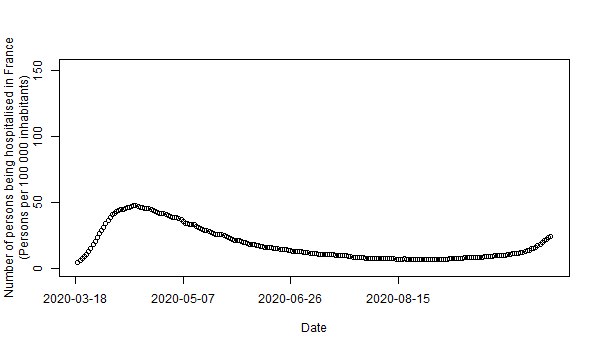 Number of persons being hospitalised in France
(Persons per 100 000 inhabitants)
150
100
50
0
2020-03-18 2020-05-07 2020-06-26 2020-08-15
Date